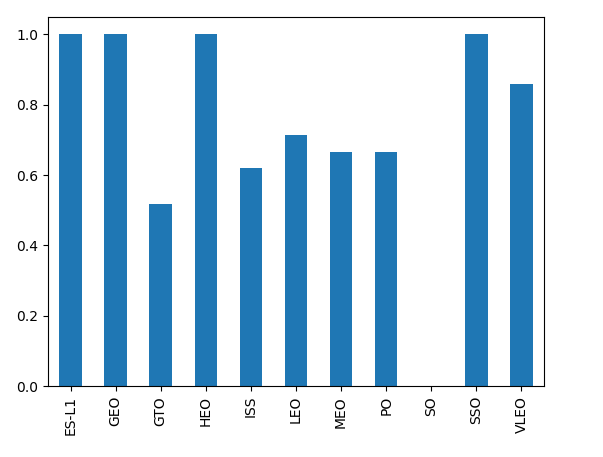 1.0
0.8
0.6
0.4
0.2
0.0
ES-L1
GEO
GTO
HEO
ISS
LEO
MEO
PO
SO
SSO
VLEO